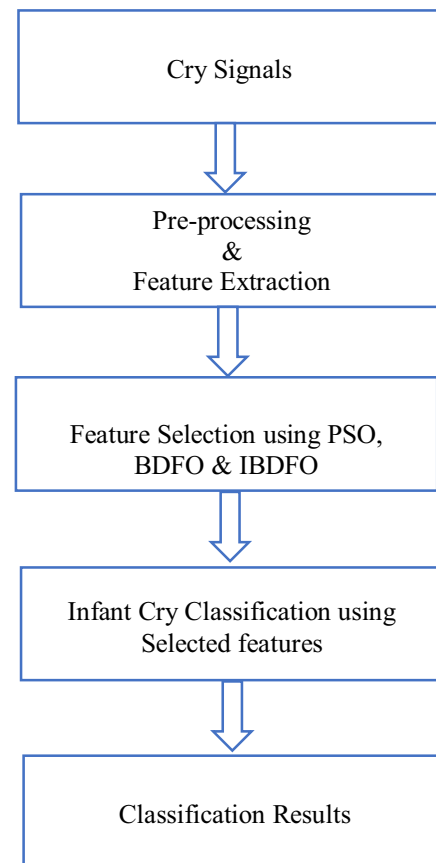 Cry Signals
Pre-processing
&
Feature Extraction
Feature Selection using PSO,
BDFO & IBDFO
Infant Cry Classification using
Selected features
Classification Results